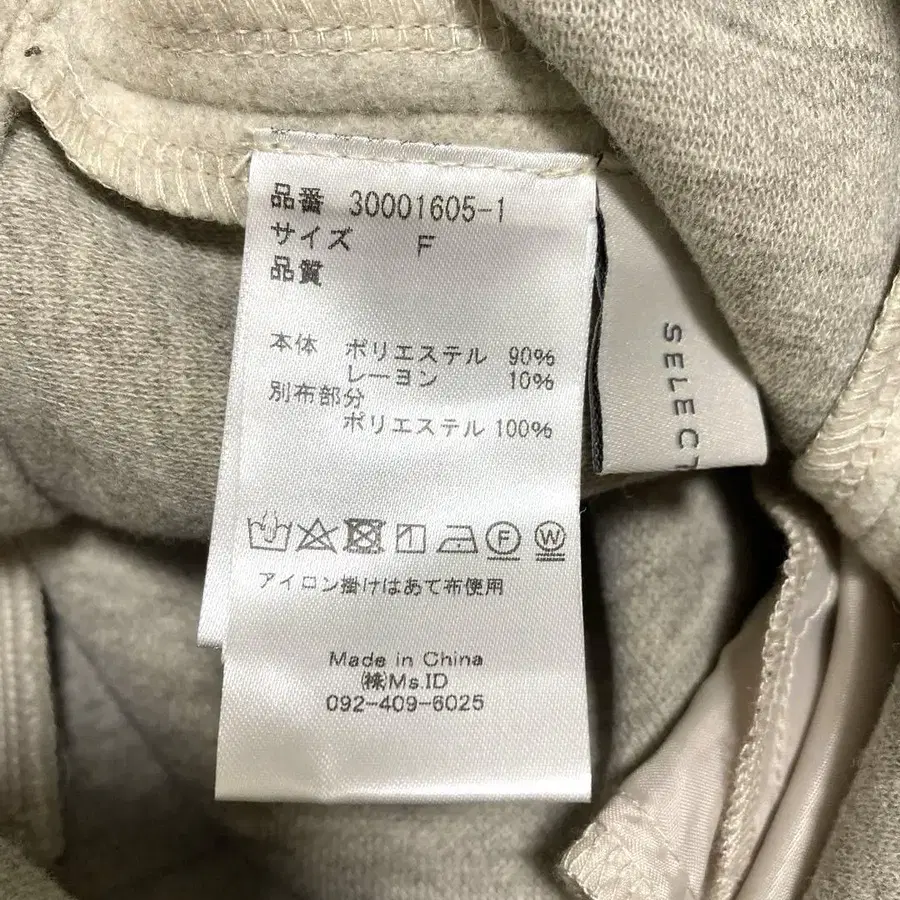 品番 30001605-1
サイズ F
品質
本体 ポリエステル 90%
レーヨン 10%
別布部分
ポリエステル 100%
F W
アイロン掛けはあて布使用
Made in China
㈱Ms.ID
092-409-6025
SELECT